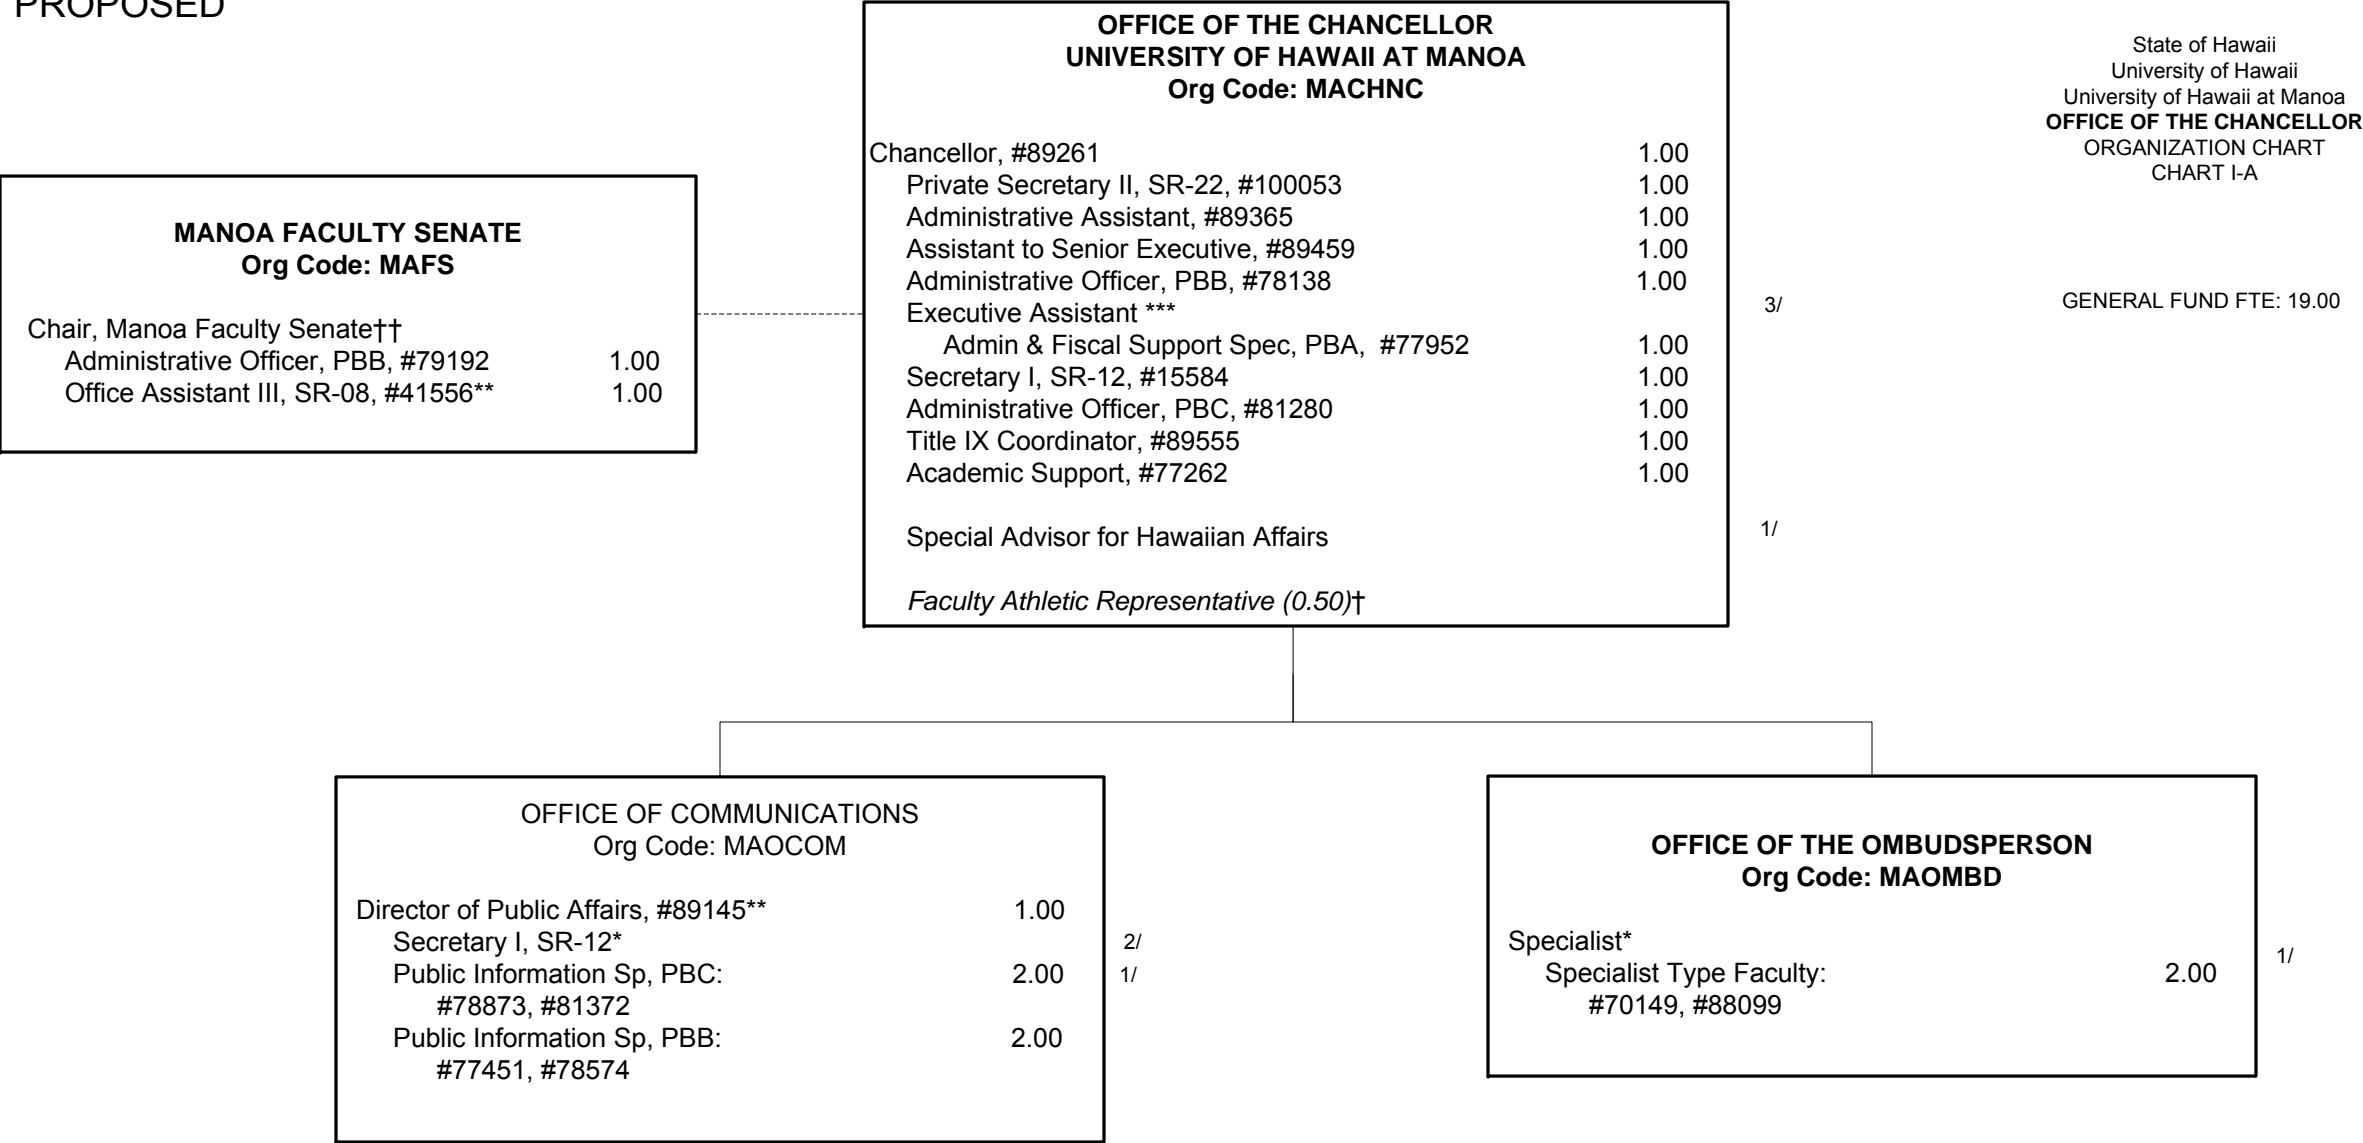 PROPOSED
OFFICE OF THE CHANCELLOR
UNIVERSITY OF HAWAII AT MANOA
Org Code: MACHNC
Chancellor, #89261 1.00
Private Secretary II, SR-22, #100053 1.00
Administrative Assistant, #89365 1.00
Assistant to Senior Executive, #89459 1.00
Administrative Officer, PBB, #78138 1.00
Executive Assistant *** 3/
Admin & Fiscal Support Spec, PBA, #77952 1.00
Secretary I, SR-12, #15584 1.00
Administrative Officer, PBC, #81280 1.00
Title IX Coordinator, #89555 1.00
Academic Support, #77262 1.00
Special Advisor for Hawaiian Affairs 1/
Faculty Athletic Representative (0.50)†
State of Hawaii
University of Hawaii
University of Hawaii at Manoa
OFFICE OF THE CHANCELLOR
ORGANIZATION CHART
CHART I-A
GENERAL FUND FTE: 19.00
MANOA FACULTY SENATE
Org Code: MAFS
Chair, Manoa Faculty Senate††
Administrative Officer, PBB, #79192 1.00
Office Assistant III, SR-08, #41556** 1.00
OFFICE OF COMMUNICATIONS
Org Code: MAOCOM
Director of Public Affairs, #89145** 1.00
Secretary I, SR-12* 2/
Public Information Sp, PBC: 2.00 1/
#78873, #81372
Public Information Sp, PBB: 2.00
#77451, #78574
OFFICE OF THE OMBUDSPERSON
Org Code: MAOMBD
Specialist* 1/
Specialist Type Faculty: 2.00
#70149, #88099